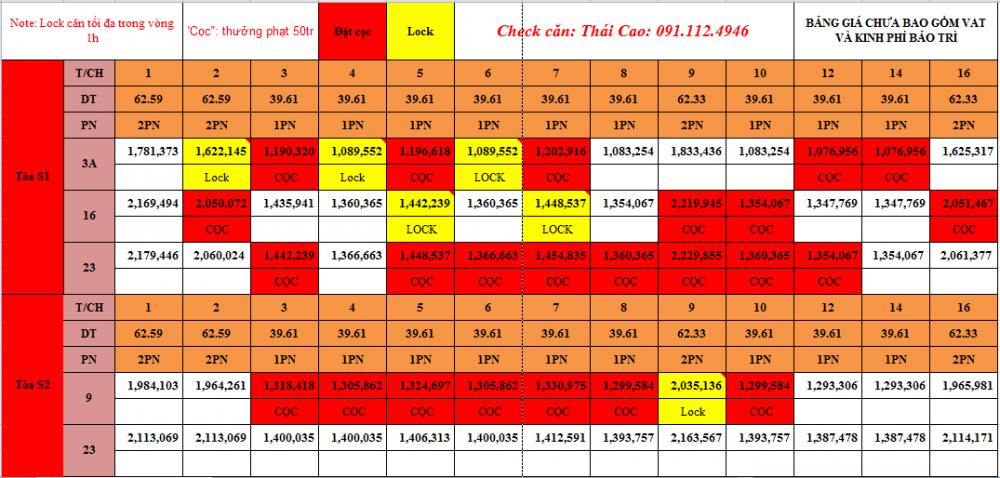 Note: Lock căn tối đa trong vòng 1h 'Cọc": thưởng phạt 50tr Đặt cọc Lock Check căn: Thái Cao: 091.112.4946 BẢNG GIÁ CHƯA BAO GỒM VAT VÀ KINH PHÍ BẢO TRÌ
Tòa S1
T/CH 1 2 3 4 5 6 7 8 9 10 12 14 16
DT 62.59 62.59 39.61 39.61 39.61 39.61 39.61 39.61 62.33 39.61 39.61 39.61 62.33
PN 2PN 2PN 1PN 1PN 1PN 1PN 1PN 1PN 2PN 1PN 1PN 1PN 2PN
3A 1,781,373 1,622,145 1,190,320 1,089,552 1,196,618 1,089,552 1,202,916 1,083,254 1,833,436 1,083,254 1,076,956 1,076,956 1,625,317
Lock CỌC Lock CỌC LOCK CỌC CỌC CỌC
16 2,169,494 2,050,072 1,435,941 1,360,365 1,442,239 1,360,365 1,448,537 1,354,067 2,219,945 1,354,067 1,347,769 1,347,769 2,051,467
CỌC LOCK LOCK CỌC CỌC CỌC
23 2,179,446 2,060,024 1,442,239 1,366,663 1,448,537 1,366,663 1,454,835 1,360,365 2,229,855 1,360,365 1,354,067 1,354,067 2,061,377
CỌC CỌC CỌC CỌC CỌC CỌC CỌC CỌC
Tòa S2
T/CH 1 2 3 4 5 6 7 8 9 10 12 14 16
DT 62.59 62.59 39.61 39.61 39.61 39.61 39.61 39.61 62.33 39.61 39.61 39.61 62.33
PN 2PN 2PN 1PN 1PN 1PN 1PN 1PN 1PN 2PN 1PN 1PN 1PN 2PN
9 1,984,103 1,964,261 1,318,418 1,305,862 1,324,697 1,305,862 1,330,975 1,299,584 2,035,136 1,299,584 1,293,306 1,293,306 1,965,981
CỌC CỌC CỌC CỌC CỌC CỌC Lock CỌC
23 2,113,069 2,113,069 1,400,035 1,400,035 1,406,313 1,400,035 1,412,591 1,393,757 2,163,567 1,393,757 1,387,478 1,387,478 2,114,171